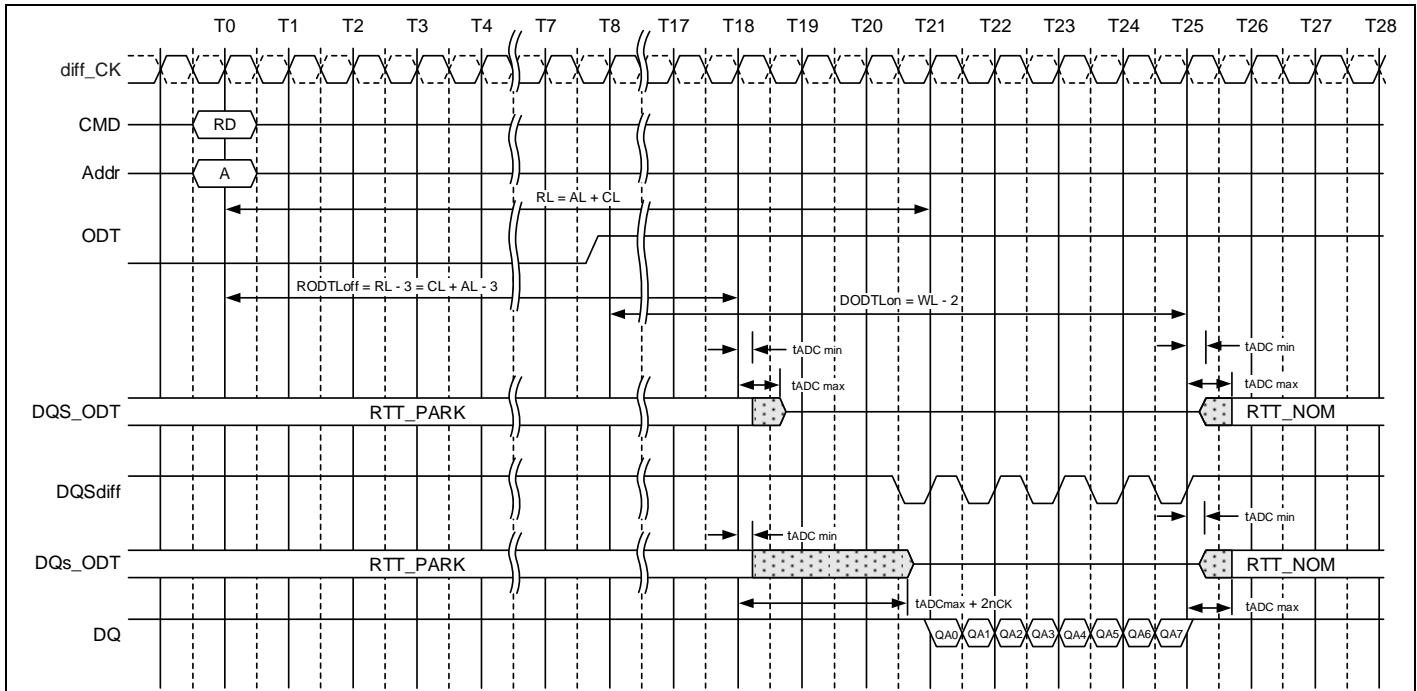 T0 T1 T2 T3 T4 T7 T8 T17 T18 T19 T20 T21 T22 T23 T24 T25 T26 T27 T28
diff_CK
CMD RD
Addr A
RL = AL + CL
ODT
RODTLoff = RL - 3 = CL + AL - 3
DODTLon = WL - 2
tADC min tADC min
tADC max tADC max
DQS_ODT RTT_PARK RTT_NOM
DQSdiff
tADC min
tADC min
DQs_ODT RTT_PARK RTT_NOM
tADCmax + 2nCK tADC max
DQ QA0 QA1 QA2 QA3 QA4 QA5 QA6 QA7